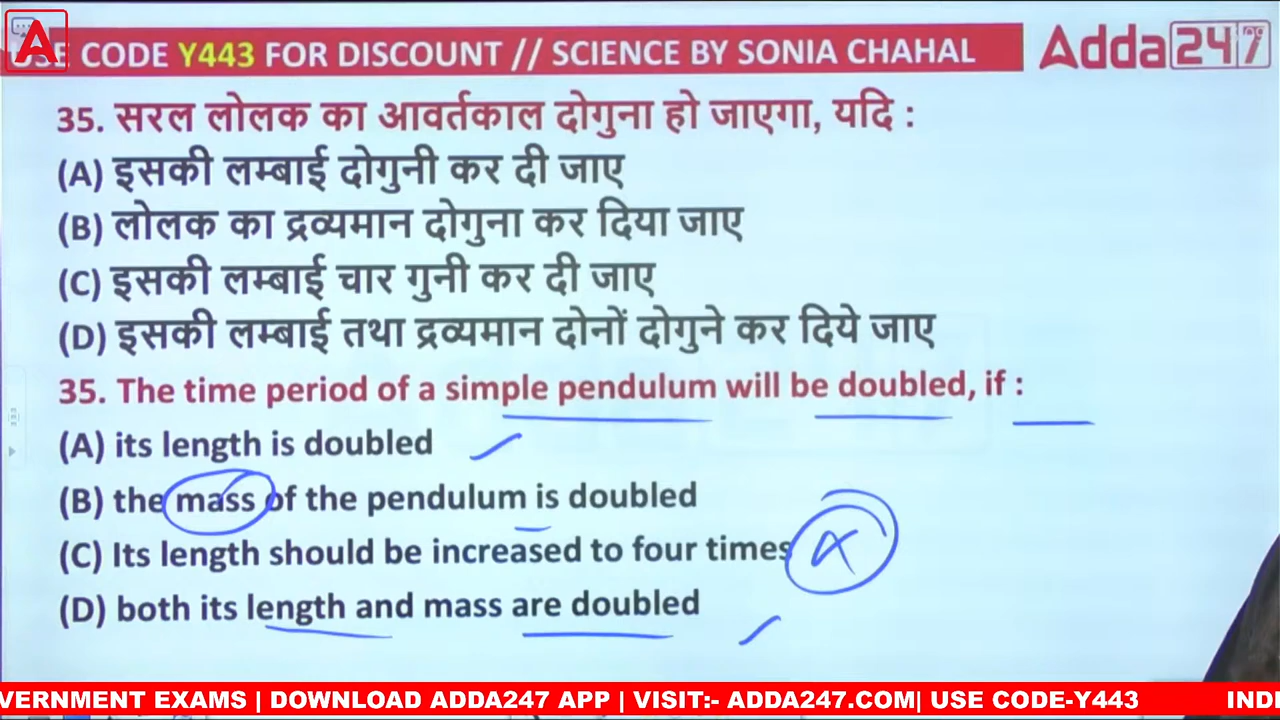 USE CODE Y443 FOR DISCOUNT // SCIENCE BY SONIA CHAHAL
Adda247
35. सरल लोलक का आवर्तकाल दोगुना हो जाएगा, यदि :
(A) इसकी लम्बाई दोगुनी कर दी जाए
(B) लोलक का द्रव्यमान दोगुना कर दिया जाए
(C) इसकी लम्बाई चार गुनी कर दी जाए
(D) इसकी लम्बाई तथा द्रव्यमान दोनों दोगुने कर दिये जाए
35. The time period of a simple pendulum will be doubled, if :
(A) its length is doubled
(B) the mass of the pendulum is doubled
(C) Its length should be increased to four times
(D) both its length and mass are doubled
VERNMENT EXAMS | DOWNLOAD ADDA247 APP | VISIT:- ADDA247.COM| USE CODE-Y443 INDI